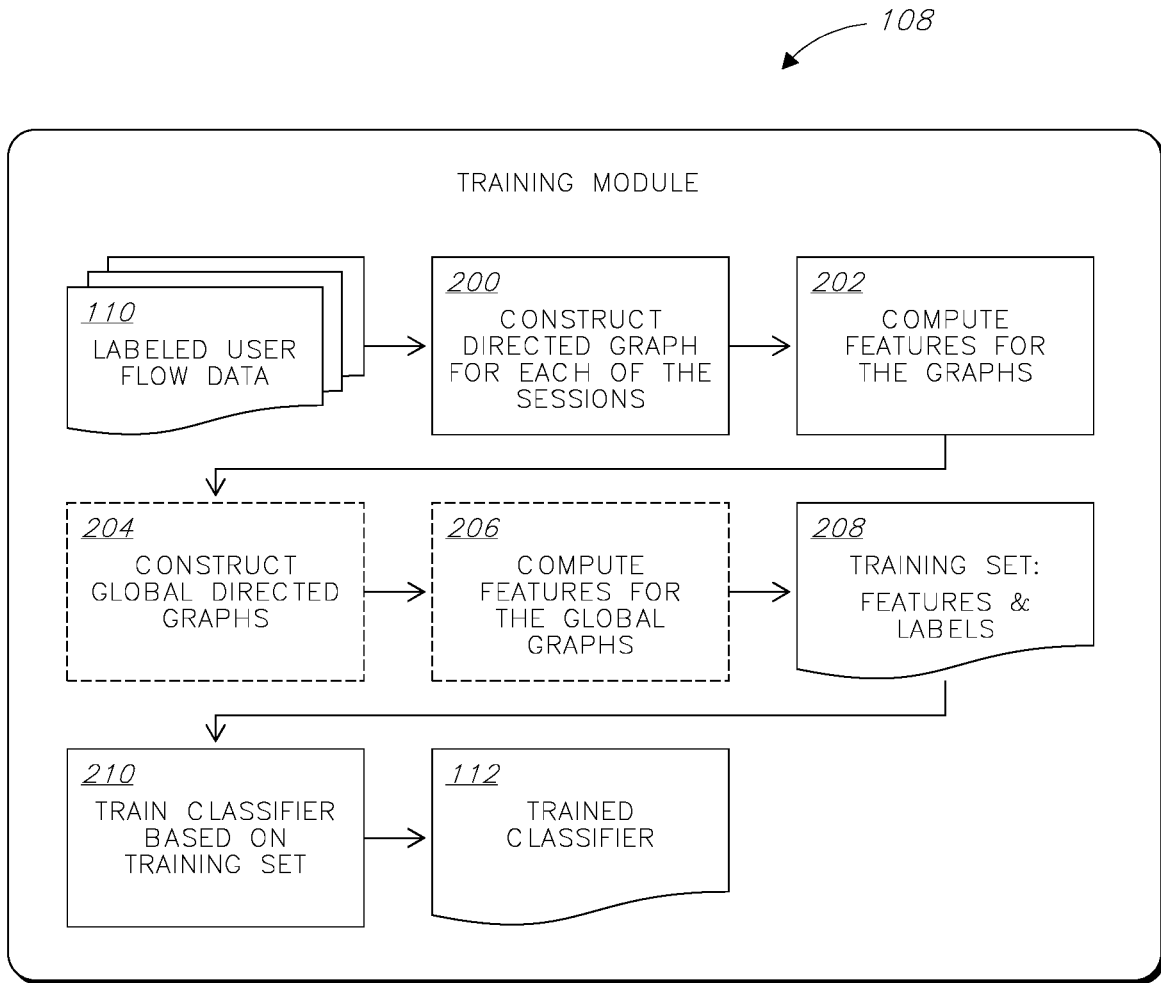 108
TRAINING MODULE
110
LABELED USER
FLOW DATA
200
CONSTRUCT
DIRECTED GRAPH
FOR EACH OF THE
SESSIONS
202
COMPUTE
FEATURES FOR
THE GRAPHS
204
CONSTRUCT
GLOBAL DIRECTED
GRAPHS
206
COMPUTE
FEATURES FOR
THE GLOBAL
GRAPHS
208
TRAINING SET:
FEATURES &
LABELS
210
TRAIN CLASSIFIER
BASED ON
TRAINING SET
112
TRAINED
CLASSIFIER